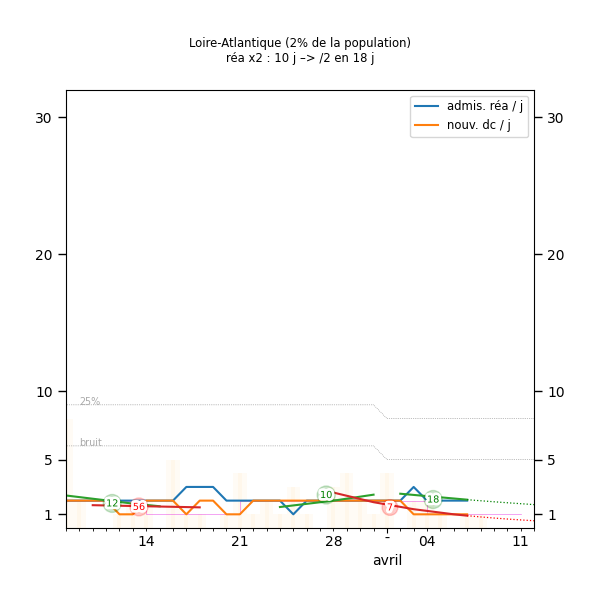 Loire-Atlantique (2% de la population)
réa x2 : 10 j –> /2 en 18 j
admis. réa / j
nouv. dc / j
30 30
20 20
10 10
25%
bruit
5 5
12 56 10 7 18
1 1
14 21 28 04 11
avril